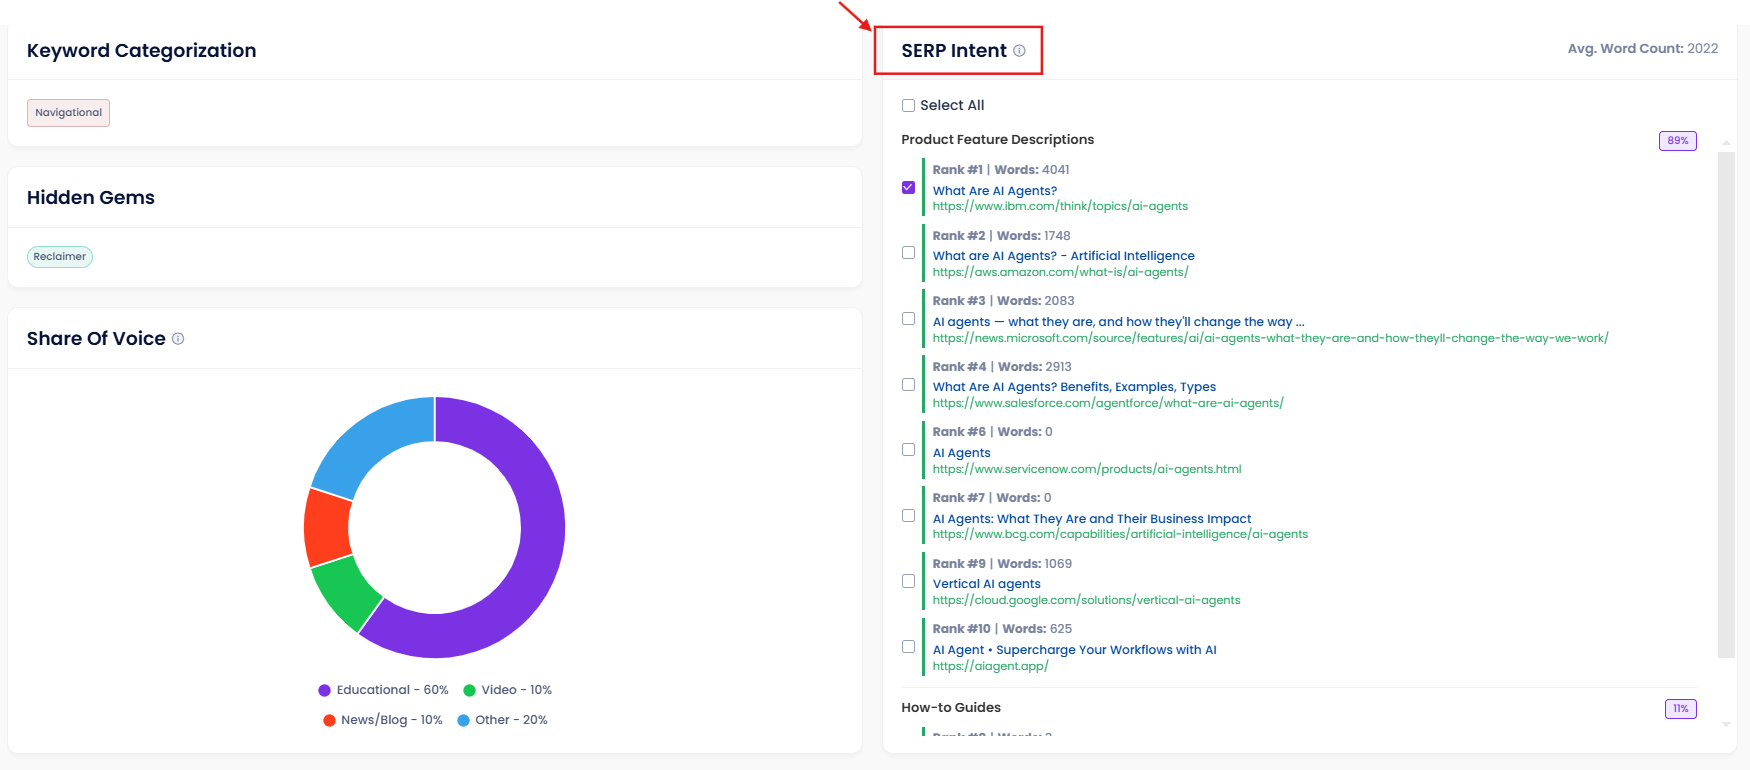 Keyword Categorization
Navigational
Hidden Gems
Reclaimer
Share Of Voice
Educational - 60%
Video - 10%
News/Blog - 10%
Other - 20%
SERP Intent
Avg. Word Count: 2022
Select All
Product Feature Descriptions
89%
Rank #1 | Words: 4041
What Are AI Agents?
https://www.ibm.com/think/topics/ai-agents
Rank #2 | Words: 1748
What are AI Agents? - Artificial Intelligence
https://aws.amazon.com/what-is/ai-agents/
Rank #3 | Words: 2083
AI agents — what they are, and how they'll change the way ...
https://news.microsoft.com/source/features/ai/ai-agents-what-they-are-and-how-theyll-change-the-way-we-work/
Rank #4 | Words: 2913
What Are AI Agents? Benefits, Examples, Types
https://www.salesforce.com/agentforce/what-are-ai-agents/
Rank #6 | Words: 0
AI Agents
https://www.servicenow.com/products/ai-agents.html
Rank #7 | Words: 0
AI Agents: What They Are and Their Business Impact
https://www.bcg.com/capabilities/artificial-intelligence/ai-agents
Rank #9 | Words: 1069
Vertical AI agents
https://cloud.google.com/solutions/vertical-ai-agents
Rank #10 | Words: 625
AI Agent • Supercharge Your Workflows with AI
https://aiagent.app/
How-to Guides
11%